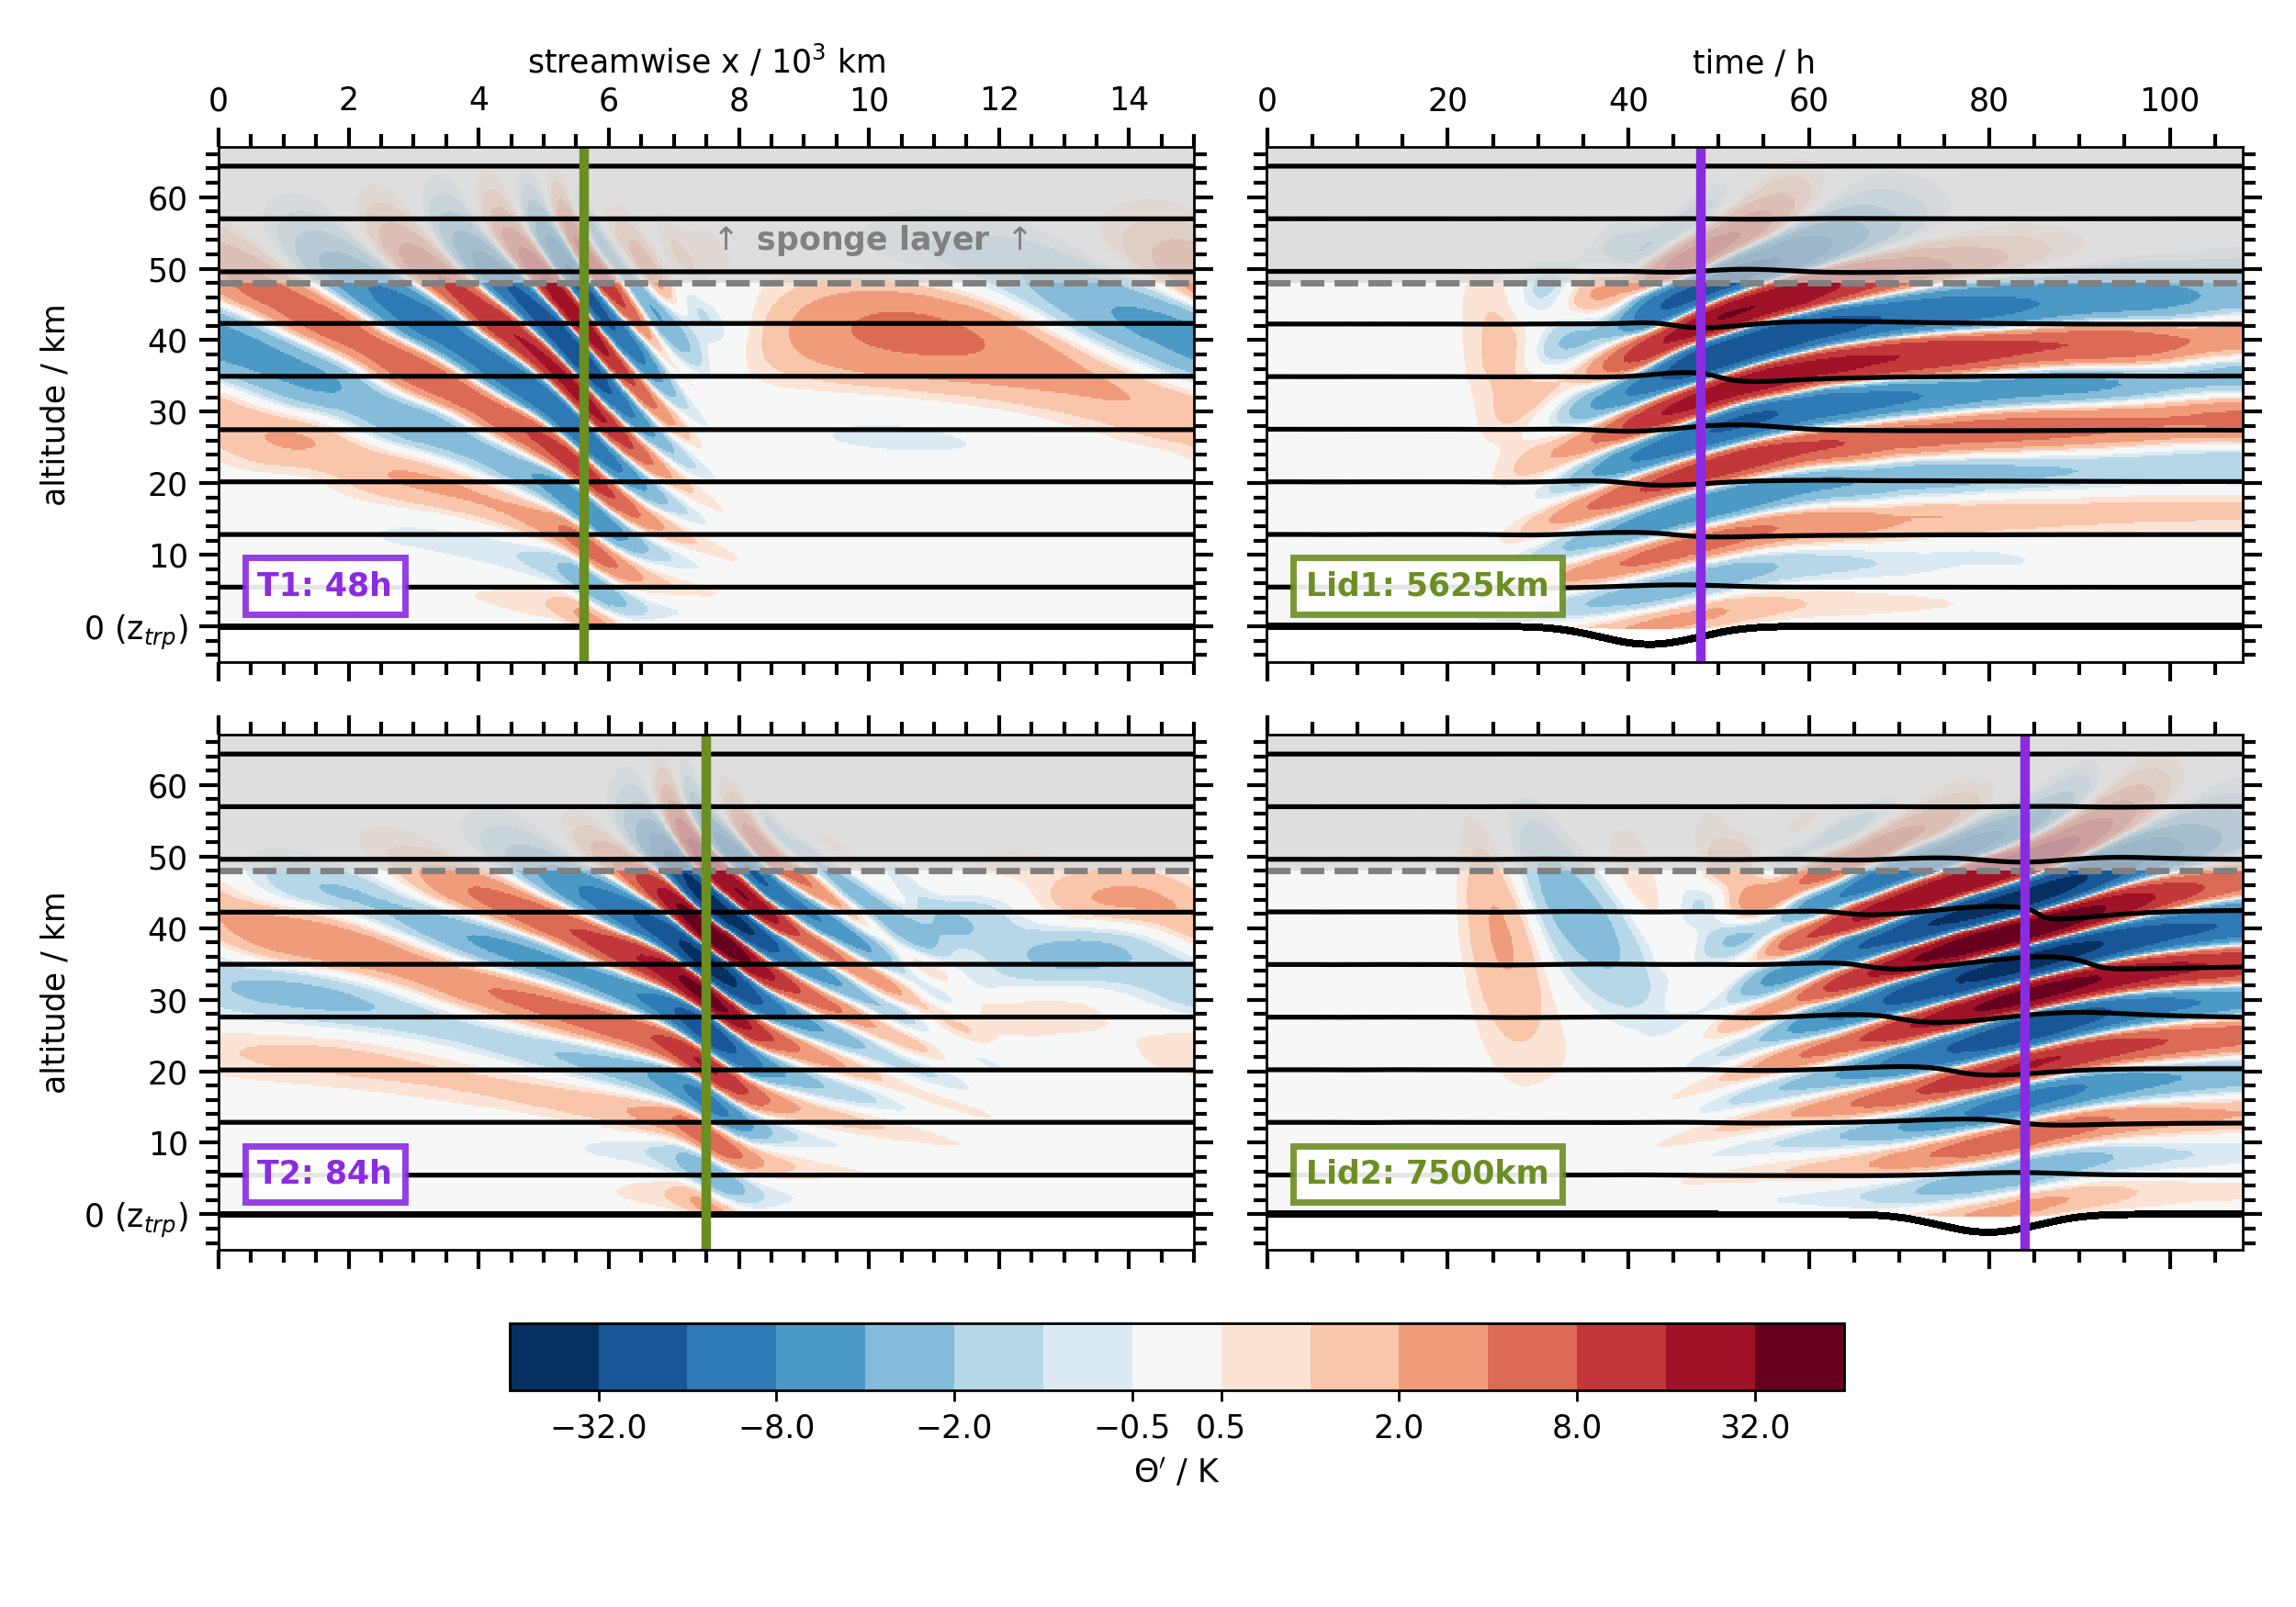 streamwise x / 10³ km
time / h
0 2 4 6 8 10 12 14
0 20 40 60 80 100
altitude / km
60
50
40
30
20
10
0 (z_trp)
↑ sponge layer ↑
T1: 48h
Lid1: 5625km
altitude / km
60
50
40
30
20
10
0 (z_trp)
T2: 84h
Lid2: 7500km
−32.0 −8.0 −2.0 −0.5 0.5 2.0 8.0 32.0
Θ′ / K